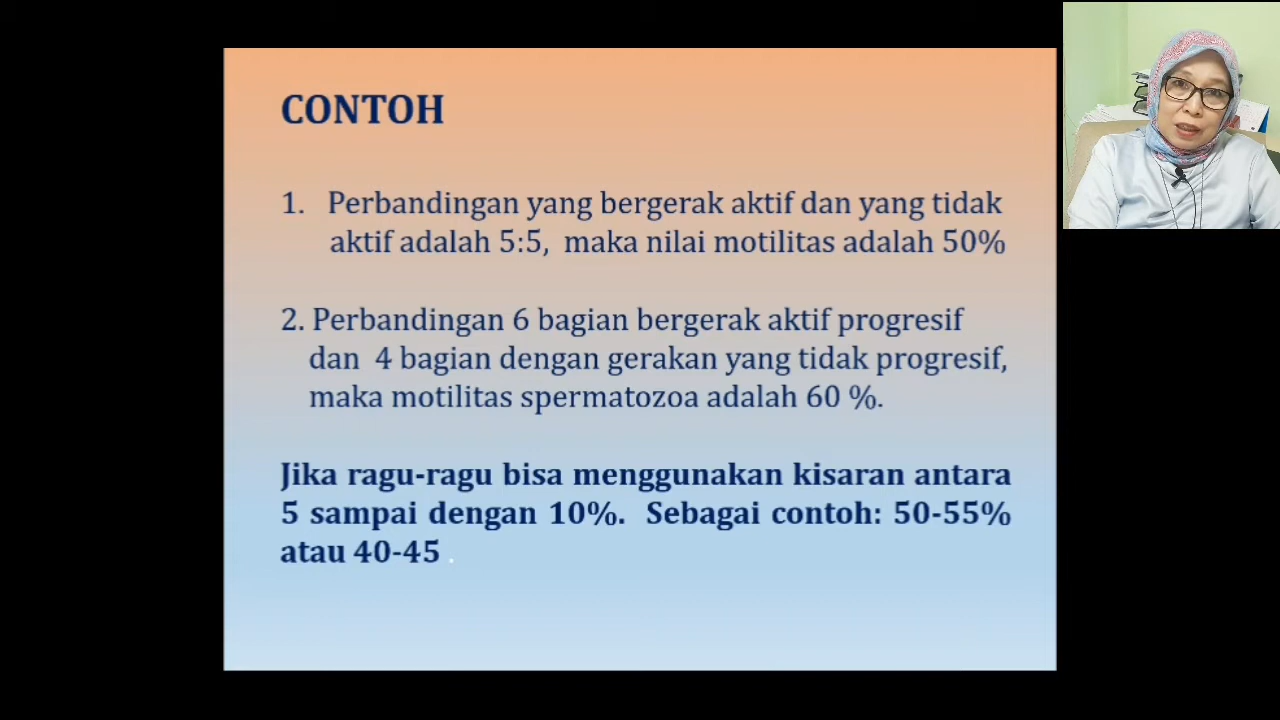 CONTOH
1. Perbandingan yang bergerak aktif dan yang tidak
aktif adalah 5:5, maka nilai motilitas adalah 50%
2. Perbandingan 6 bagian bergerak aktif progresif
dan 4 bagian dengan gerakan yang tidak progresif,
maka motilitas spermatozoa adalah 60 %.
Jika ragu-ragu bisa menggunakan kisaran antara
5 sampai dengan 10%. Sebagai contoh: 50-55%
atau 40-45 .